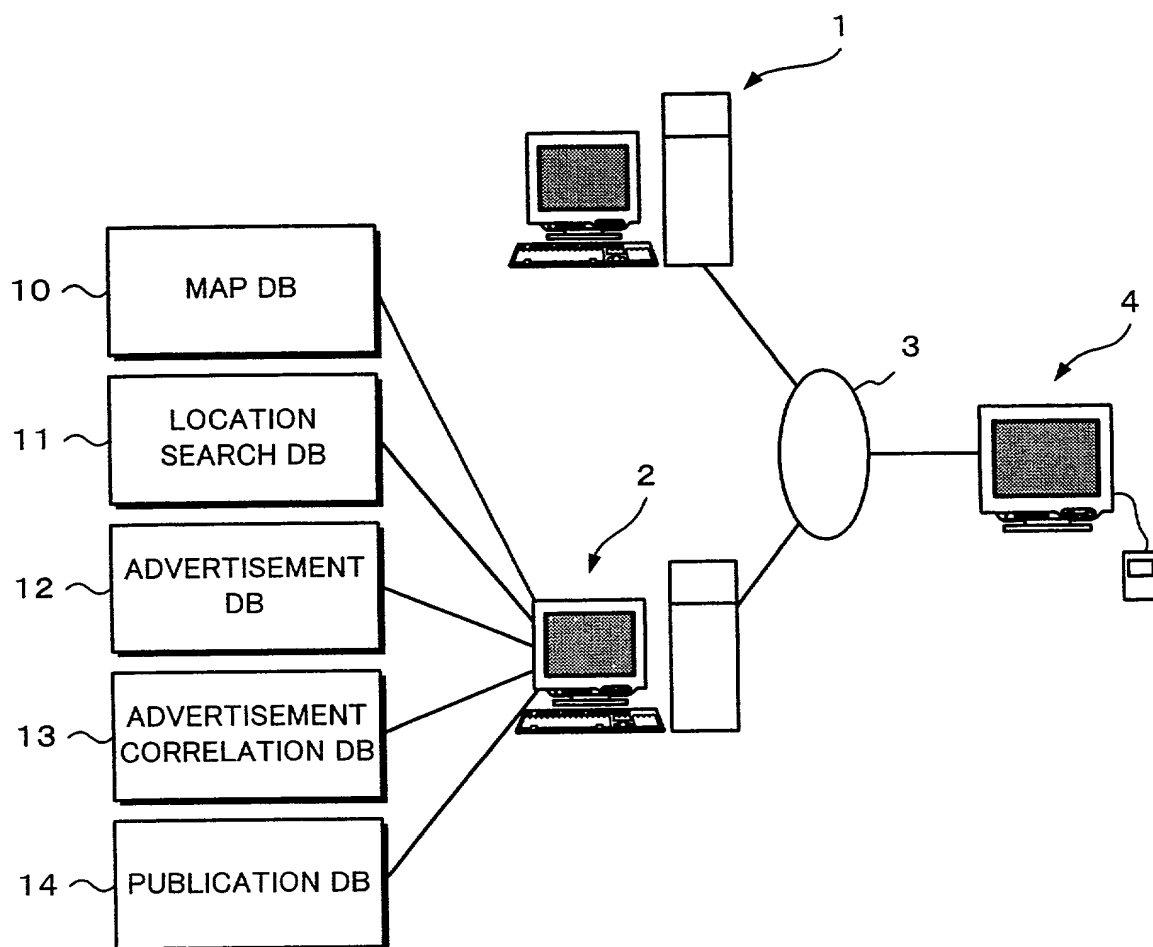 1
10
MAP DB
4
3
11
LOCATION
SEARCH DB
2
12
ADVERTISEMENT
DB
13
ADVERTISEMENT
CORRELATION DB
14
PUBLICATION DB